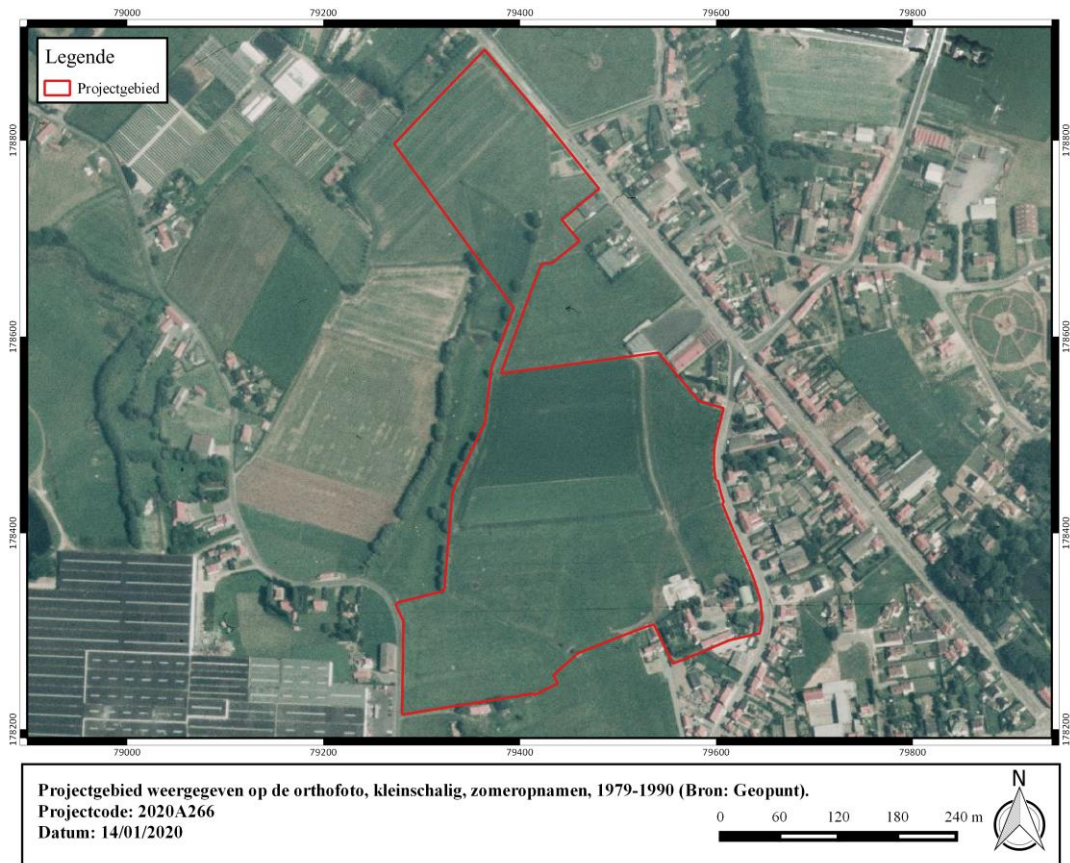 79000 79200 79400 79600 79800
Legende
Projectgebied
178800 178800
178600 178600
178400 178400
178200 178200
79000 79200 79400 79600 79800
Projectgebied weergegeven op de orthofoto, kleinschalig, zomeropnamen, 1979-1990 (Bron: Geopunt).
Projectcode: 2020A266
Datum: 14/01/2020
0 60 120 180 240 m
N